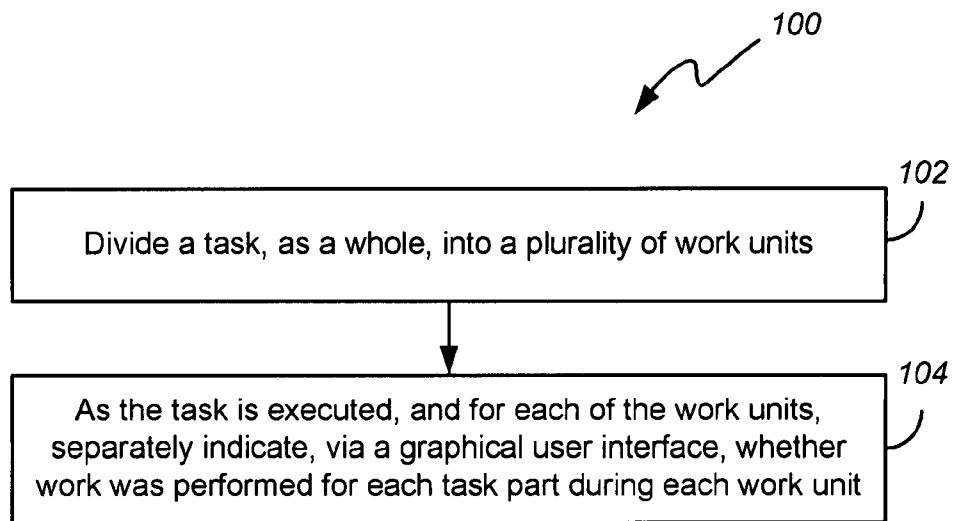 100
102
Divide a task, as a whole, into a plurality of work units
104
As the task is executed, and for each of the work units,
separately indicate, via a graphical user interface, whether
work was performed for each task part during each work unit